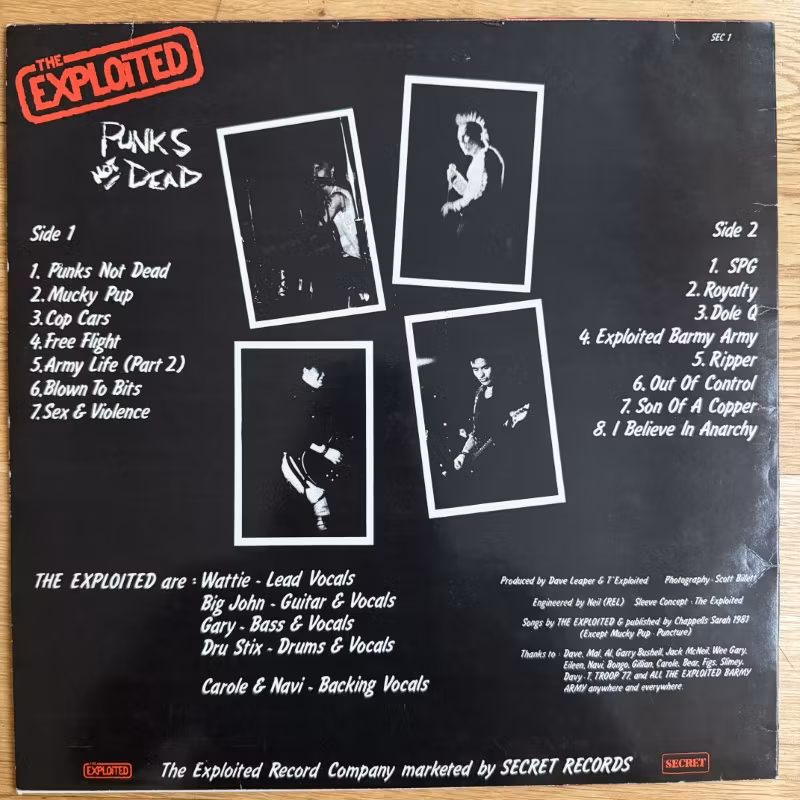 SEC 1
THE
EXPLOITED
PUNKS
NOT
DEAD
Side 1
1. Punks Not Dead
2. Mucky Pup
3. Cop Cars
4. Free Flight
5. Army Life (Part 2)
6. Blown To Bits
7. Sex & Violence
Side 2
1. SPG
2. Royalty
3. Dole Q
4. Exploited Barmy Army
5. Ripper
6. Out Of Control
7. Son Of A Copper
8. I Believe In Anarchy
THE EXPLOITED are : Wattie - Lead Vocals
Big John - Guitar & Vocals
Gary - Bass & Vocals
Dru Stix - Drums & Vocals
Carole & Navi - Backing Vocals
Produced by Dave Leaper & T'Exploited Photography - Scott Billett
Engineered by Neil (REL) Sleeve Concept - The Exploited
Songs by THE EXPLOITED & published by Chappells Sarah 1981
(Except Mucky Pup - Puncture)
Thanks to : Dave, Mal, Al, Garry Bushell, Jack McNeil, Wee Gary,
Eileen, Navi, Bongo, Gillian, Carole, Bear, Figs, Slimey,
Davy-T, TROOP 77, and ALL THE EXPLOITED BARMY
ARMY anywhere and everywhere.
THE
EXPLOITED
The Exploited Record Company marketed by SECRET RECORDS
SECRET